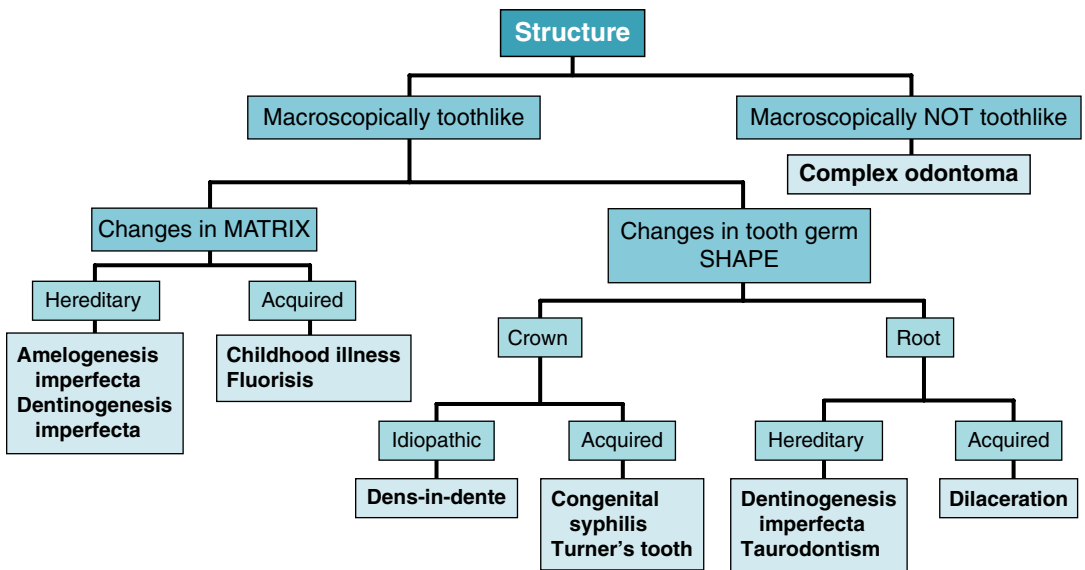 Structure
Macroscopically toothlike
Macroscopically NOT toothlike
Complex odontoma
Changes in MATRIX
Changes in tooth germ
SHAPE
Hereditary
Acquired
Amelogenesis
imperfecta
Dentinogenesis
imperfecta
Childhood illness
Fluorisis
Crown
Root
Idiopathic
Acquired
Hereditary
Acquired
Dens-in-dente
Congenital
syphilis
Turner's tooth
Dentinogenesis
imperfecta
Taurodontism
Dilaceration